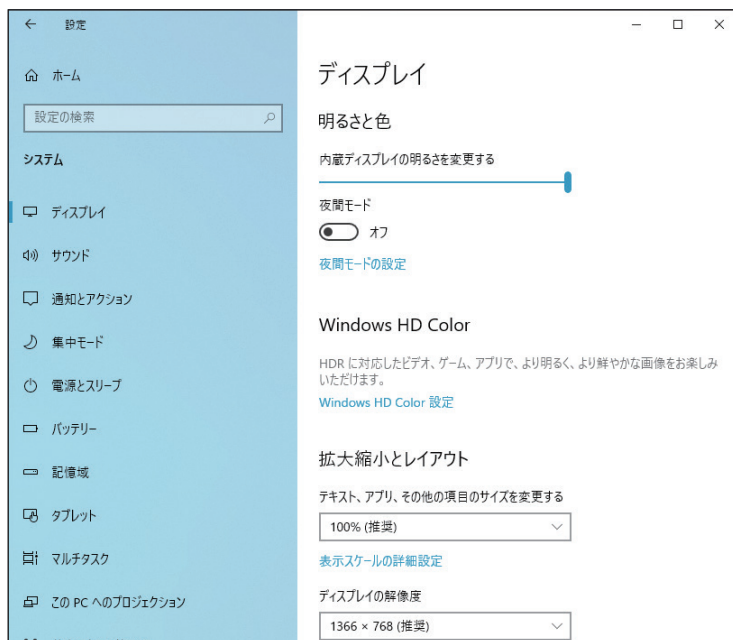 設定
ホーム
設定の検索
システム
ディスプレイ
サウンド
通知とアクション
集中モード
電源とスリープ
バッテリー
記憶域
タブレット
マルチタスク
この PC へのプロジェクション
ディスプレイ
明るさと色
内蔵ディスプレイの明るさを変更する
夜間モード
オフ
夜間モードの設定
Windows HD Color
HDR に対応したビデオ、ゲーム、アプリで、より明るく、より鮮やかな画像をお楽しみ
いただけます。
Windows HD Color 設定
拡大縮小とレイアウト
テキスト、アプリ、その他の項目のサイズを変更する
100% (推奨)
表示スケールの詳細設定
ディスプレイの解像度
1366 × 768 (推奨)